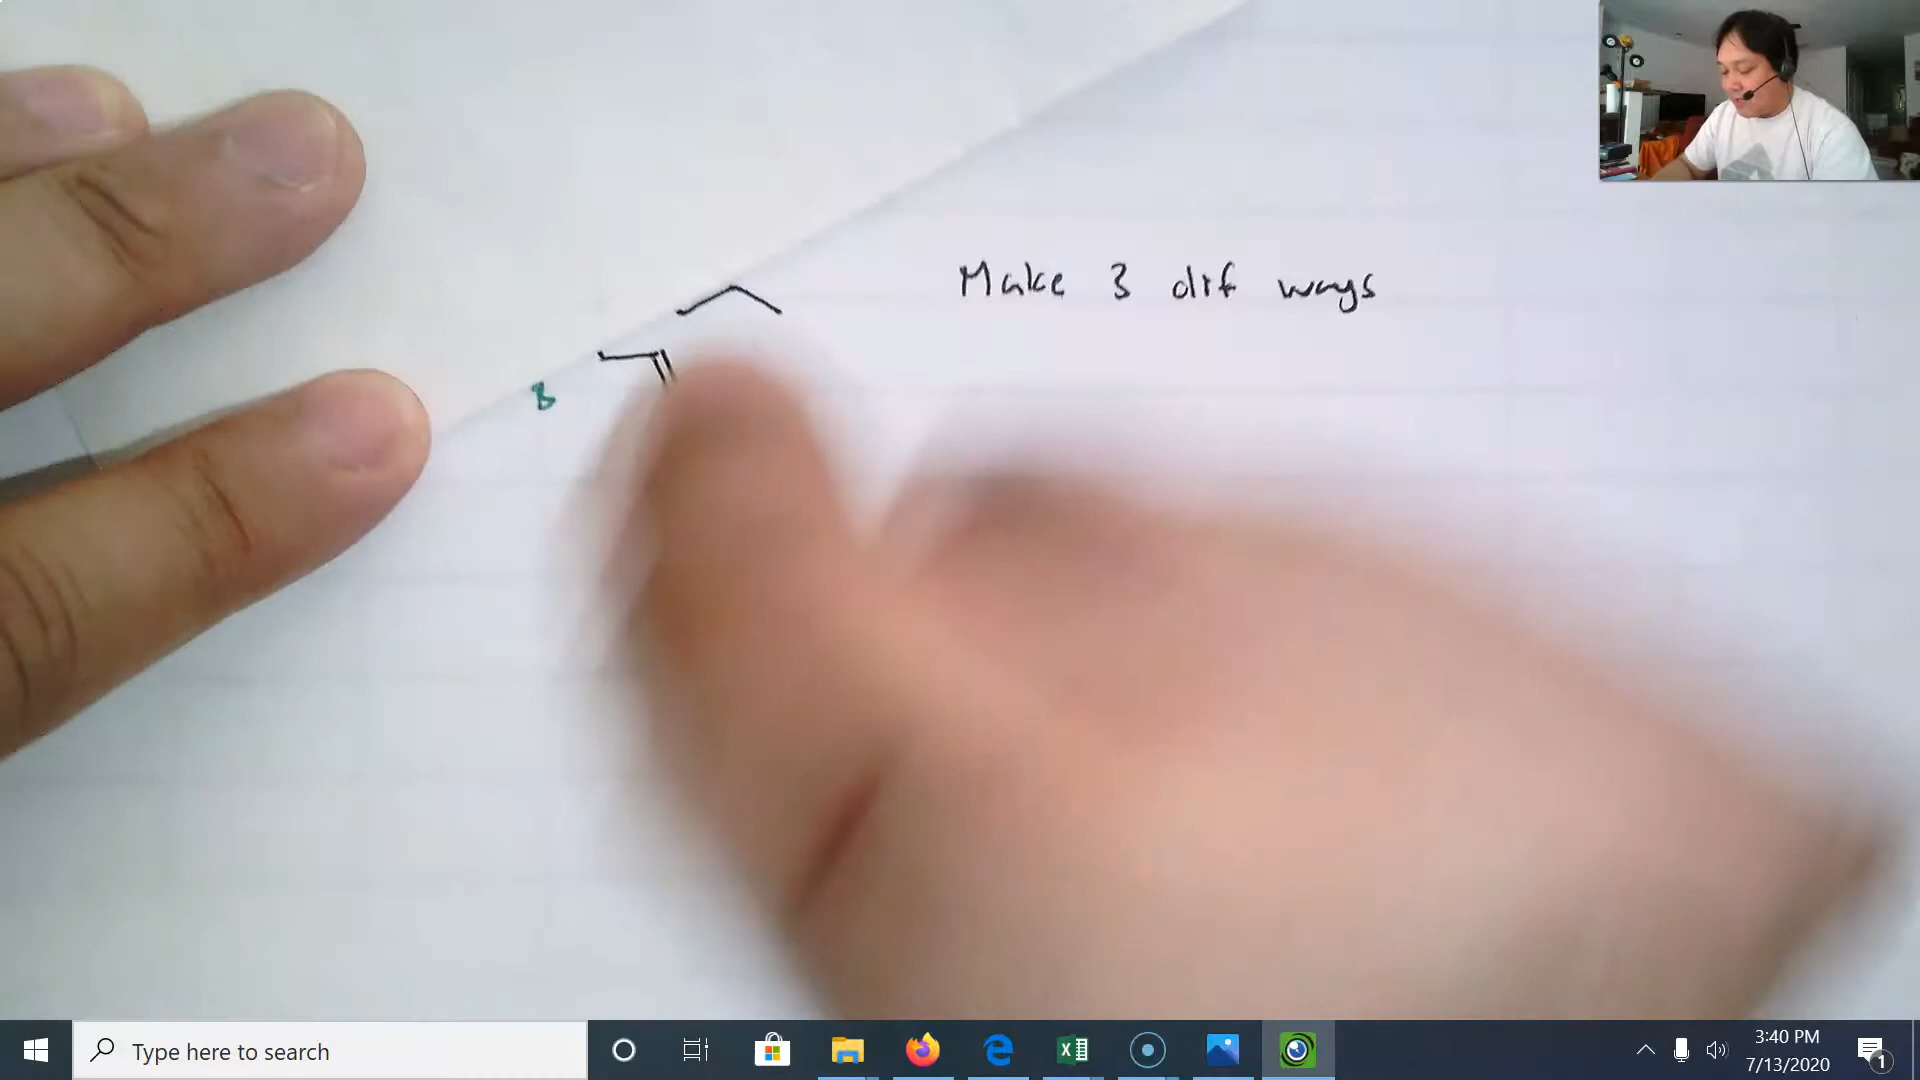 Make 3 dif ways
8
Type here to search
3:40 PM
7/13/2020
1